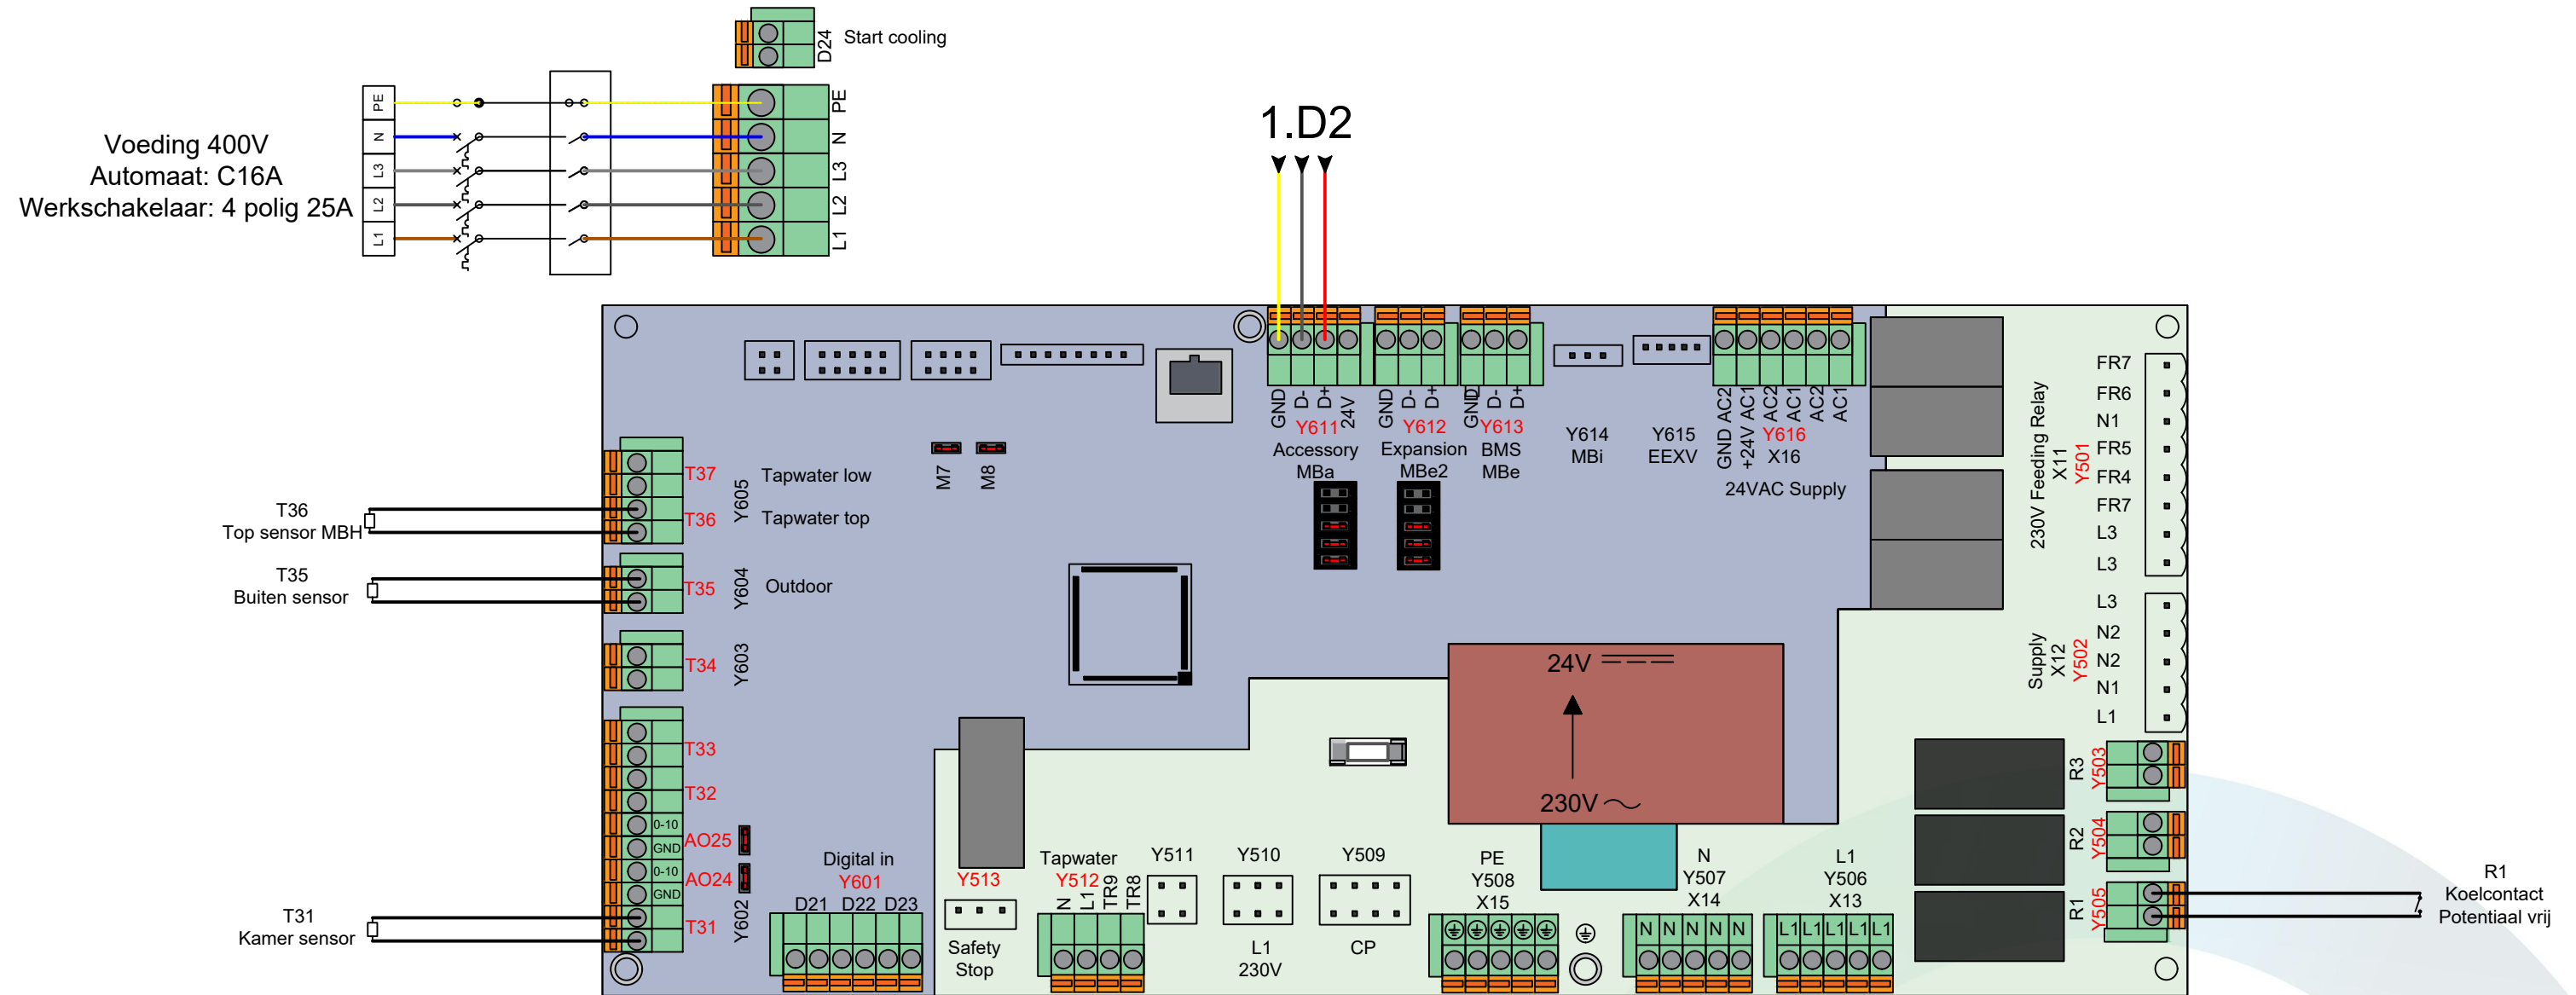 Start cooling
D24
Voeding 400V
Automaat: C16A
Werkschakelaar: 4 polig 25A
PE
N
L3
L2
L1
PE
N
L3
L2
L1
1.D2
GND
D-
D+
24V
Y611
Accessory
MBa
GND
D-
D+
Y612
Expansion
MBe2
GND
D-
D+
Y613
BMS
MBe
Y614
MBi
Y615
EEXV
GND AC2
+24V AC1
AC2
AC1
AC2
AC1
Y616
X16
24VAC Supply
230V Feeding Relay
X11
Y501
FR7
FR6
N1
FR5
FR4
FR7
L3
L3
Supply
X12
Y502
L3
N2
N2
N1
L1
M7
M8
T36
Top sensor MBH
T37
T36
Y605
Tapwater low
Tapwater top
T35
Buiten sensor
T35
Y604
Outdoor
T34
Y603
T33
T32
0-10
GND
AO25
0-10
GND
AO24
T31
Y602
T31
Kamer sensor
24V
230V
Digital in
Y601
D21
D22
D23
Y513
Safety
Stop
Tapwater
Y512
N
L1
TR9
TR8
Y511
Y510
L1
230V
Y509
CP
PE
Y508
X15
N
Y507
X14
N N N N N
L1
Y506
X13
L1 L1 L1 L1 L1
R3
Y503
R2
Y504
R1
Y505
R1
Koelcontact
Potentiaal vrij